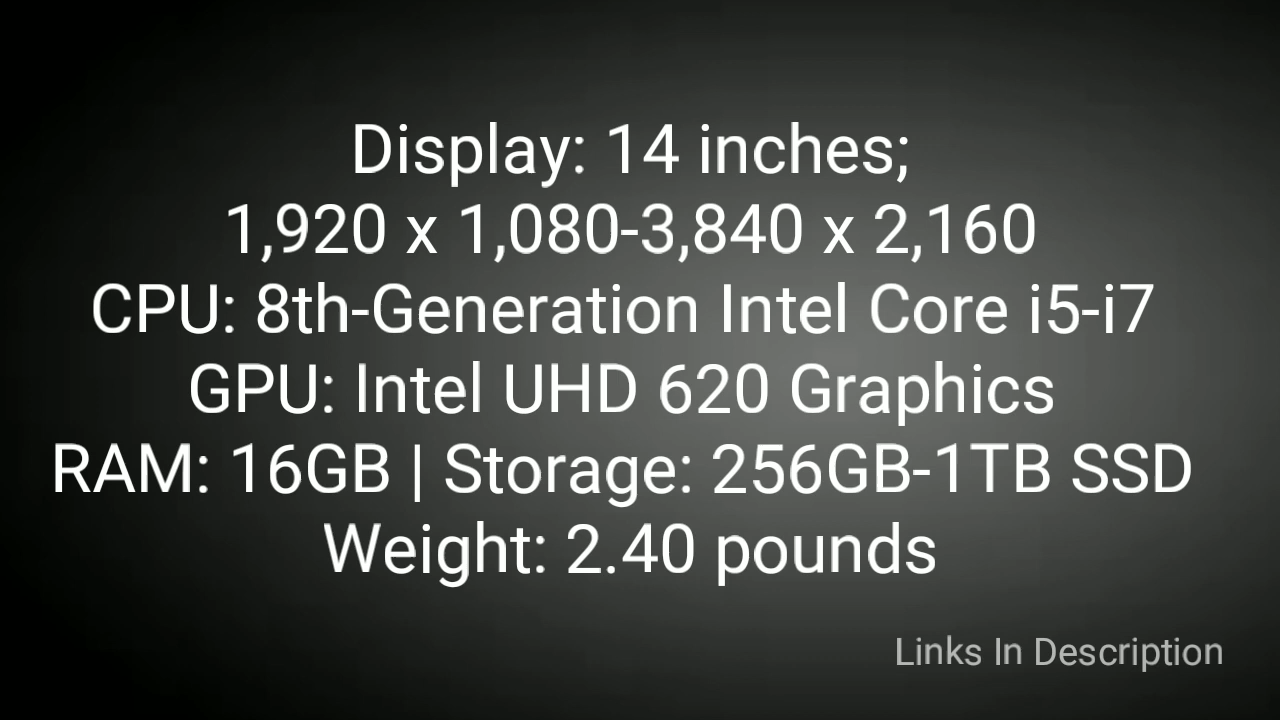 Display: 14 inches;
1,920 x 1,080-3,840 x 2,160
CPU: 8th-Generation Intel Core i5-i7
GPU: Intel UHD 620 Graphics
RAM: 16GB | Storage: 256GB-1TB SSD
Weight: 2.40 pounds
Links In Description